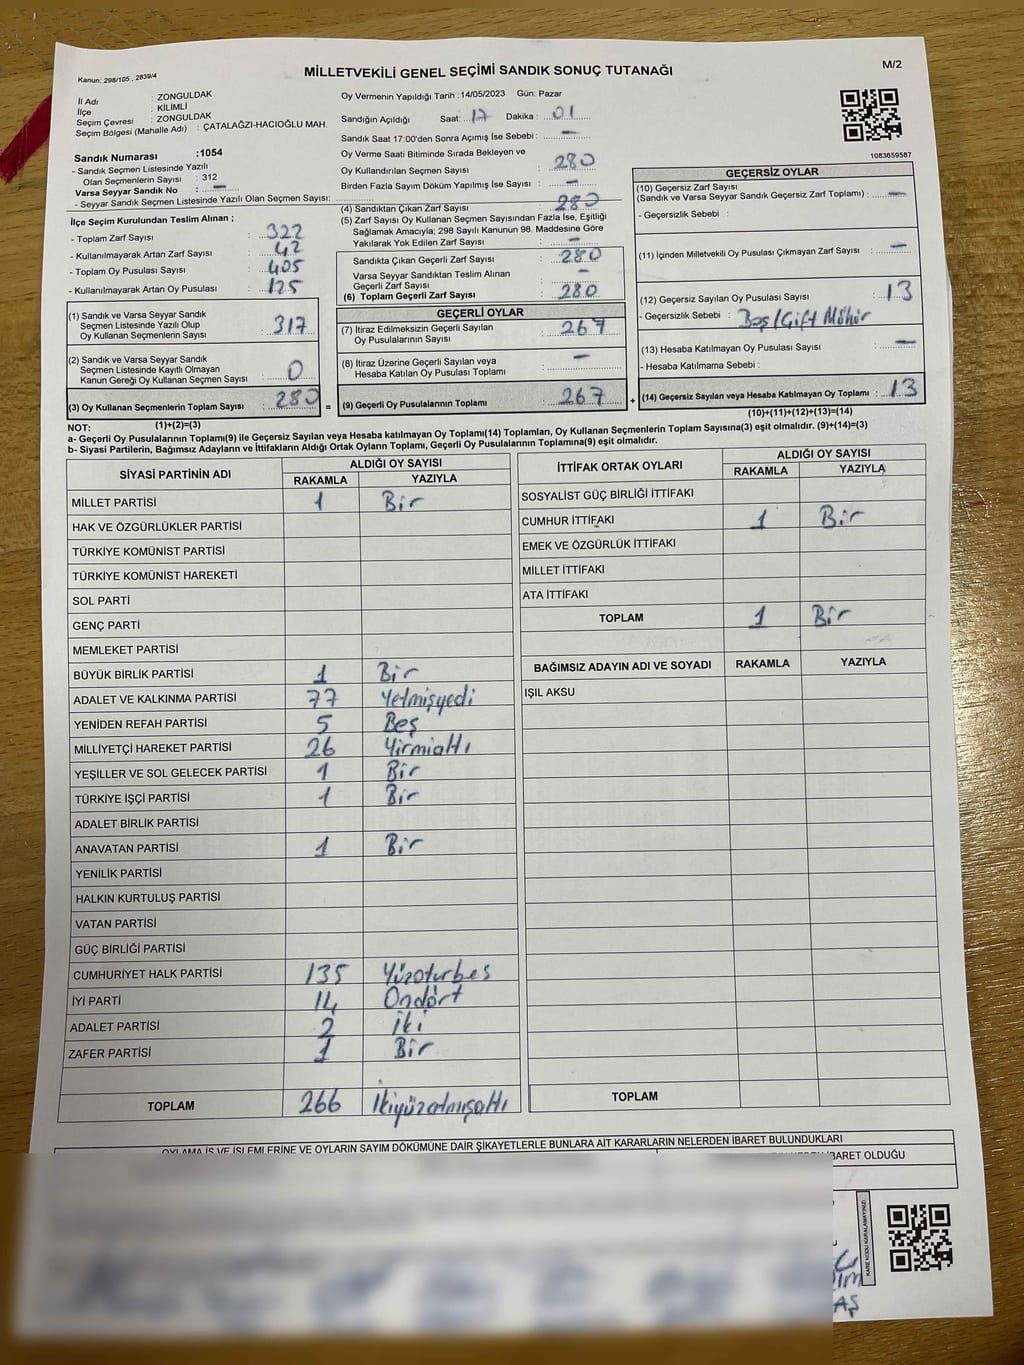 Kanun: 298/105 , 2839/4
MİLLETVEKİLİ GENEL SEÇİMİ SANDIK SONUÇ TUTANAĞI
M/2
İl Adı : ZONGULDAK
İlçe : KİLİMLİ
Seçim Çevresi : ZONGULDAK
Seçim Bölgesi (Mahalle Adı) : ÇATALAĞZI-HACIOĞLU MAH.
Sandık Numarası :1054
- Sandık Seçmen Listesinde Yazılı
Olan Seçmenlerin Sayısı : 312
Varsa Seyyar Sandık No : —
- Seyyar Sandık Seçmen Listesinde Yazılı Olan Seçmen Sayısı:
Oy Vermenin Yapıldığı Tarih :14/05/2023 Gün: Pazar
Sandığın Açıldığı Saat: 17 Dakika : 01
Sandık Saat 17:00'den Sonra Açımış İse Sebebi : —
Oy Verme Saati Bitiminde Sırada Bekleyen ve
Oy Kullandırılan Seçmen Sayısı : 280
Birden Fazla Sayım Döküm Yapılmış İse Sayısı : —
1083659587
İlçe Seçim Kurulundan Teslim Alınan ;
- Toplam Zarf Sayısı : 322
- Kullanılmayarak Artan Zarf Sayısı : 42
- Toplam Oy Pusulası Sayısı : 405
- Kullanılmayarak Artan Oy Pusulası : 125
(1) Sandık ve Varsa Seyyar Sandık
Seçmen Listesinde Yazılı Olup
Oy Kullanan Seçmenlerin Sayısı : 317
(2) Sandık ve Varsa Seyyar Sandık
Seçmen Listesinde Kayıtlı Olmayan
Kanun Gereği Oy Kullanan Seçmen Sayısı : 0
(3) Oy Kullanan Seçmenlerin Toplam Sayısı : 280 =
(1)+(2)=(3)
(4) Sandıktan Çıkan Zarf Sayısı : 280
(5) Zarf Sayısı Oy Kullanan Seçmen Sayısından Fazla İse, Eşitliği
Sağlamak Amacıyla; 298 Sayılı Kanunun 98. Maddesine Göre
Yakılarak Yok Edilen Zarf Sayısı : —
Sandıkta Çıkan Geçerli Zarf Sayısı : 280
Varsa Seyyar Sandıktan Teslim Alınan
Geçerli Zarf Sayısı : —
(6) Toplam Geçerli Zarf Sayısı : 280
GEÇERLİ OYLAR
(7) İtiraz Edilmeksizin Geçerli Sayılan
Oy Pusulasının Sayısı : 267
(8) İtiraz Üzerine Geçerli Sayılan veya
Hesaba Katılan Oy Pusulası Toplamı : —
(9) Geçerli Oy Pusulalarının Toplamı : 267 +
GEÇERSİZ OYLAR
(10) Geçersiz Zarf Sayısı
(Sandık ve Varsa Seyyar Sandık Geçersiz Zarf Toplamı) : —
- Geçersizlik Sebebi :
(11) İçinden Milletvekili Oy Pusulası Çıkmayan Zarf Sayısı : —
(12) Geçersiz Sayılan Oy Pusulası Sayısı : 13
- Geçersizlik Sebebi : Boş/Çift Mühür
(13) Hesaba Katılmayan Oy Pusulası Sayısı : —
- Hesaba Katılmama Sebebi :
(14) Geçersiz Sayılan veya Hesaba Katılmayan Oy Toplamı : 13
(10)+(11)+(12)+(13)=(14)
NOT:
a- Geçerli Oy Pusulalarının Toplamı(9) ile Geçersiz Sayılan veya Hesaba katılmayan Oy Toplamı(14) Toplamları, Oy Kullanan Seçmenlerin Toplam Sayısına(3) eşit olmalıdır. (9)+(14)=(3)
b- Siyasi Partilerin, Bağımsız Adayların ve İttifakların Aldığı Ortak Oyların Toplamı, Geçerli Oy Pusulalarının Toplamına(9) eşit olmalıdır.
SİYASİ PARTİNİN ADI ALDIĞI OY SAYISI
RAKAMLA YAZIYLA
MİLLET PARTİSİ 1 Bir
HAK VE ÖZGÜRLÜKLER PARTİSİ
TÜRKİYE KOMÜNİST PARTİSİ
TÜRKİYE KOMÜNİST HAREKETİ
SOL PARTİ
GENÇ PARTİ
MEMLEKET PARTİSİ
BÜYÜK BİRLİK PARTİSİ 1 Bir
ADALET VE KALKINMA PARTİSİ 77 Yetmişyedi
YENİDEN REFAH PARTİSİ 5 Beş
MİLLİYETÇİ HAREKET PARTİSİ 26 Yirmialtı
YEŞİLLER VE SOL GELECEK PARTİSİ 1 Bir
TÜRKİYE İŞÇİ PARTİSİ 1 Bir
ADALET BİRLİK PARTİSİ
ANAVATAN PARTİSİ 1 Bir
YENİLİK PARTİSİ
HALKIN KURTULUŞ PARTİSİ
VATAN PARTİSİ
GÜÇ BİRLİĞİ PARTİSİ
CUMHURİYET HALK PARTİSİ 135 Yüzoturbeş
İYİ PARTİ 14 Ondört
ADALET PARTİSİ 2 İki
ZAFER PARTİSİ 1 Bir
TOPLAM 266 İkiyüzatmışaltı
İTTİFAK ORTAK OYLARI ALDIĞI OY SAYISI
RAKAMLA YAZIYLA
SOSYALİST GÜÇ BİRLİĞİ İTTİFAKI
CUMHUR İTTİFAKI 1 Bir
EMEK VE ÖZGÜRLÜK İTTİFAKI
MİLLET İTTİFAKI
ATA İTTİFAKI
TOPLAM 1 Bir
BAĞIMSIZ ADAYIN ADI VE SOYADI RAKAMLA YAZIYLA
IŞIL AKSU
TOPLAM
OYLAMA İŞ VE İŞLEMLERİNE VE OYLARIN SAYIM DÖKÜMÜNE DAİR ŞİKAYETLERLE BUNLARA AİT KARARLARIN NELERDEN İBARET BULUNDUKLARI
İBARET OLDUĞU
KARE KODU KARALAMAYINIZ